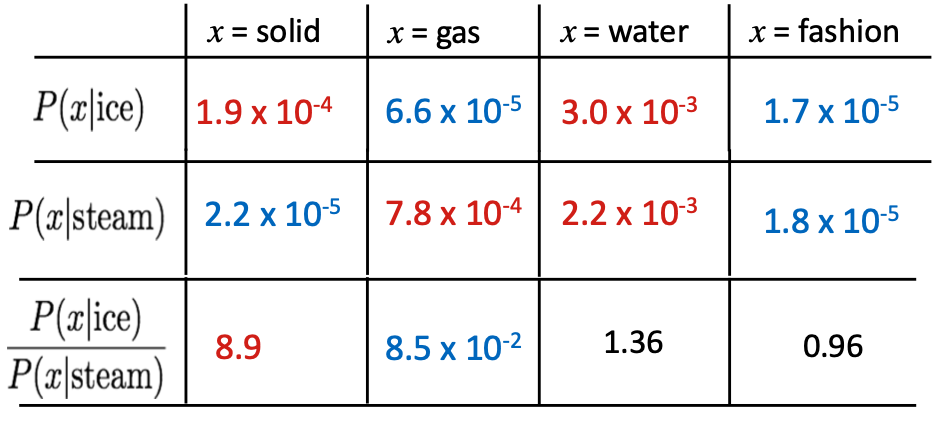 x = solid x = gas x = water x = fashion
P(x|ice) 1.9 x 10⁻⁴ 6.6 x 10⁻⁵ 3.0 x 10⁻³ 1.7 x 10⁻⁵
P(x|steam) 2.2 x 10⁻⁵ 7.8 x 10⁻⁴ 2.2 x 10⁻³ 1.8 x 10⁻⁵
P(x|ice)
P(x|steam) 8.9 8.5 x 10⁻² 1.36 0.96